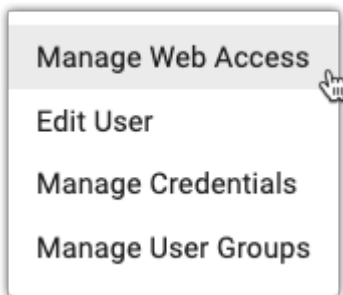 Manage Web Access
Edit User
Manage Credentials
Manage User Groups